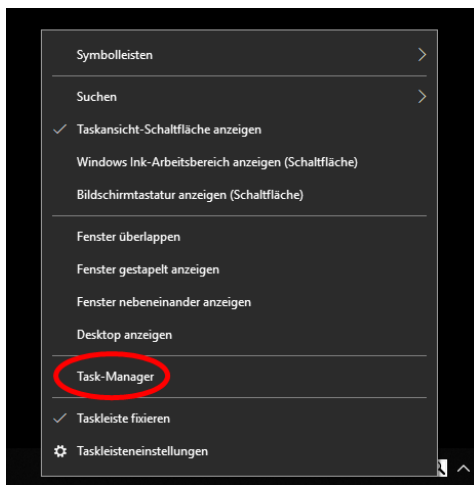 Symbolleisten
Suchen
Taskansicht-Schaltfläche anzeigen
Windows Ink-Arbeitsbereich anzeigen (Schaltfläche)
Bildschirmtastatur anzeigen (Schaltfläche)
Fenster überlappen
Fenster gestapelt anzeigen
Fenster nebeneinander anzeigen
Desktop anzeigen
Task-Manager
Taskleiste fixieren
Taskleisteneinstellungen